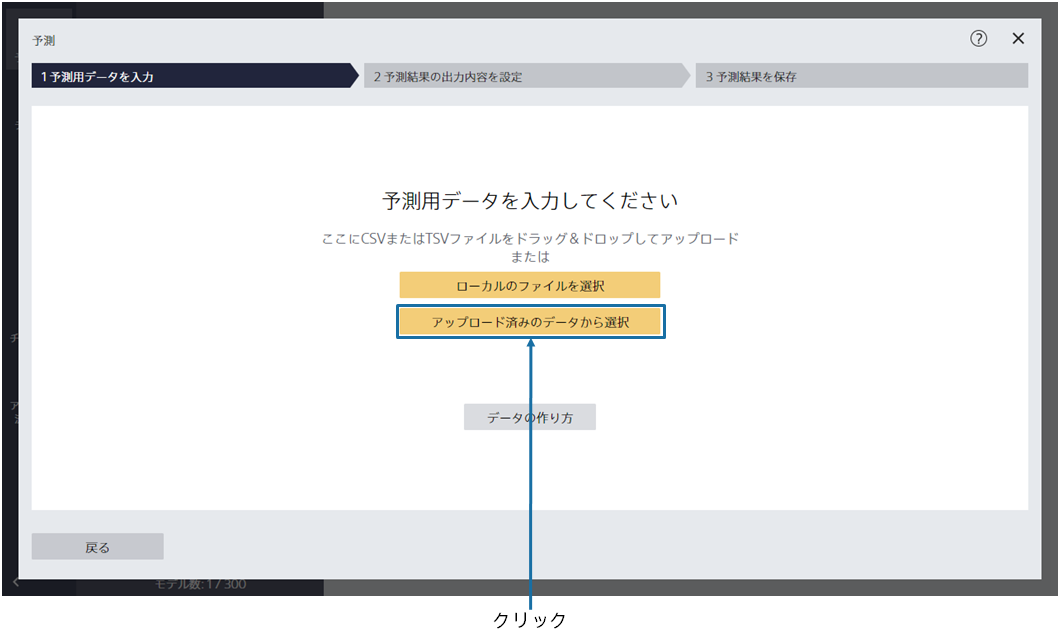 予測
1 予測用データを入力
2 予測結果の出力内容を設定
3 予測結果を保存
予測用データを入力してください
ここにCSVまたはTSVファイルをドラッグ＆ドロップしてアップロード
または
ローカルのファイルを選択
アップロード済みのデータから選択
データの作り方
戻る
モデル数: 1 / 300
クリック